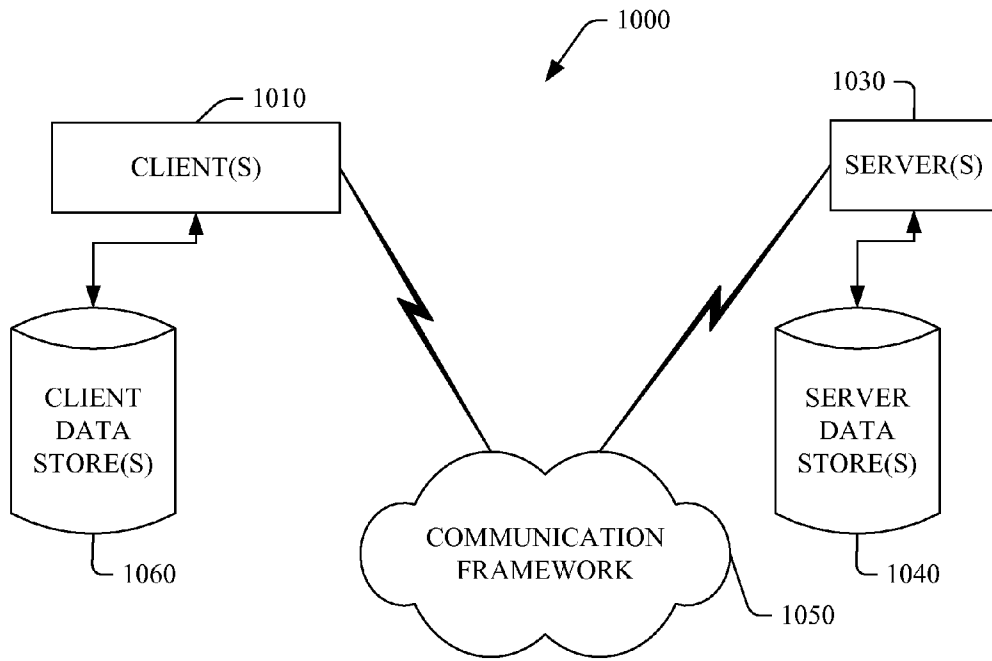 1000
1010
1030
CLIENT(S)
SERVER(S)
CLIENT
DATA
STORE(S)
SERVER
DATA
STORE(S)
COMMUNICATION
FRAMEWORK
1060
1040
1050